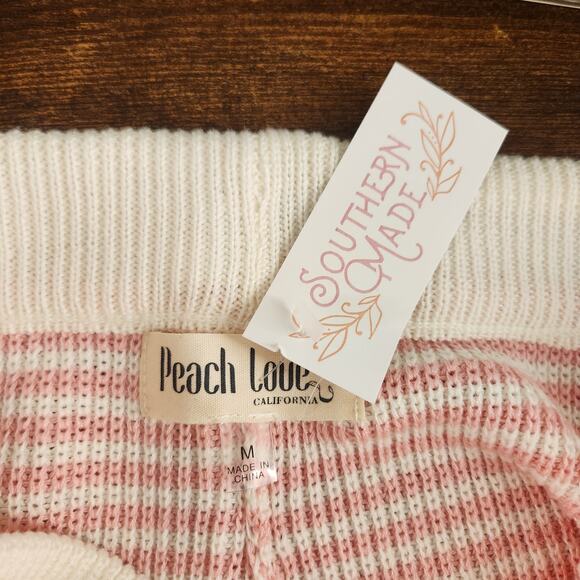 SOUTHERN
MADE
Peach Love
CALIFORNIA
M
MADE IN
CHINA